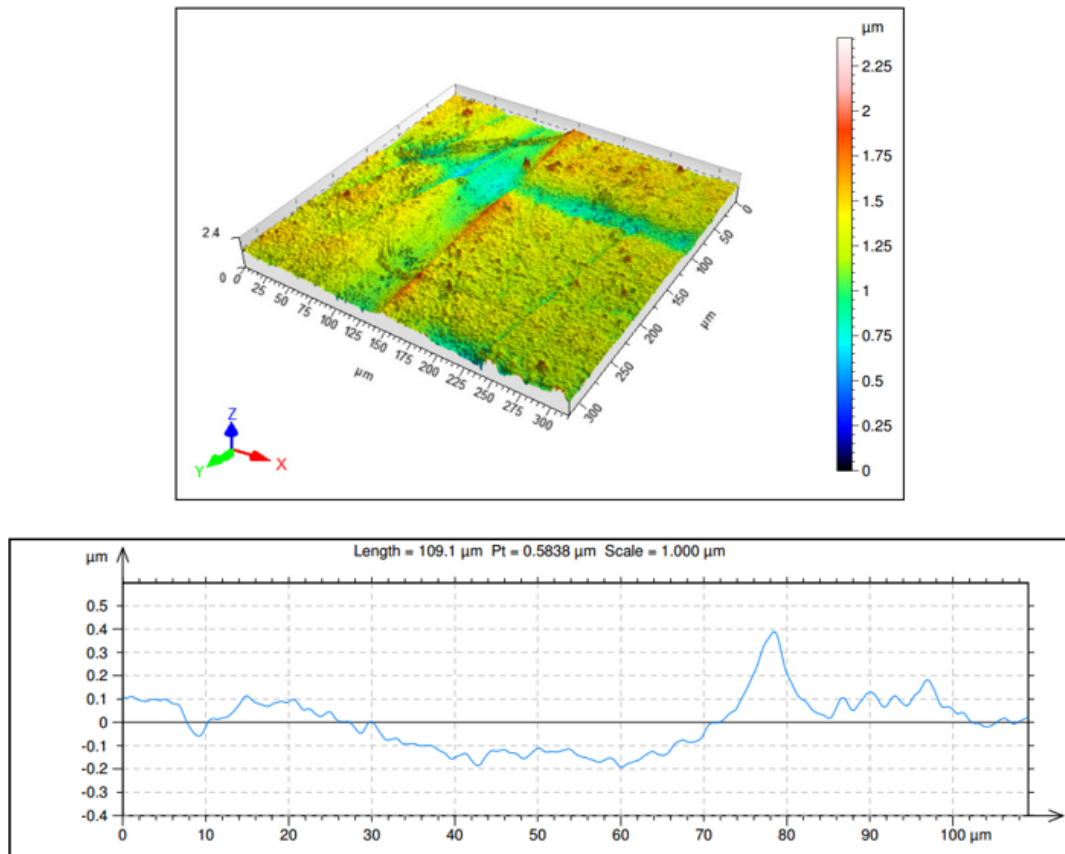 µm
2.25
2
1.75
1.5
1.25
1
0.75
0.5
0.25
0
2.4
0 0 25 50 75 100 125 150 175 200 225 250 275 300
µm
0 50 100 150 200 250 300
µm
Z
Y X
Length = 109.1 µm Pt = 0.5838 µm Scale = 1.000 µm
µm
0.5
0.4
0.3
0.2
0.1
0
-0.1
-0.2
-0.3
-0.4
0 10 20 30 40 50 60 70 80 90 100 µm